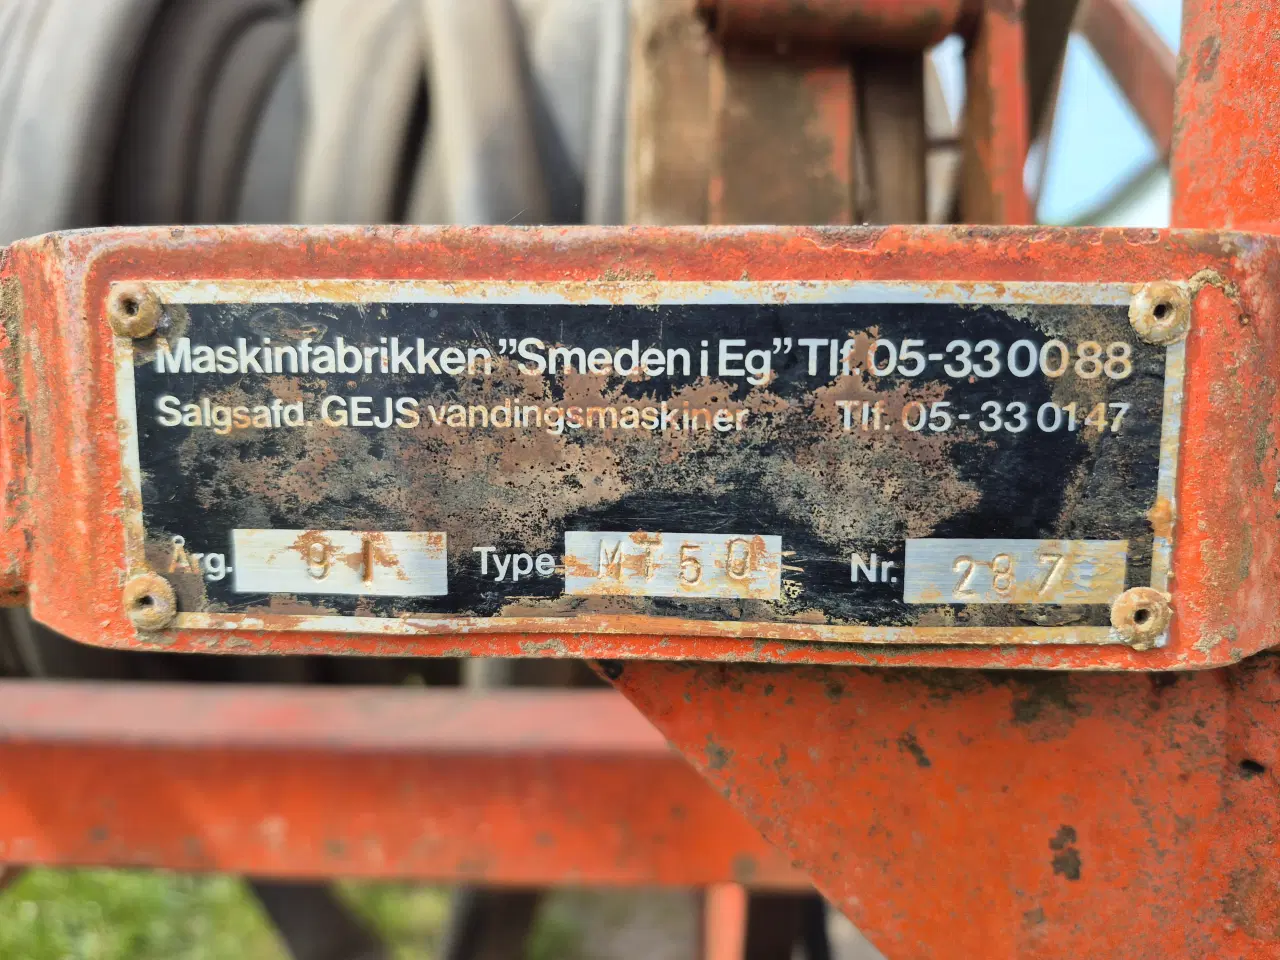 Maskinfabrikken "Smeden i Eg" Tlf. 05-33 00 88
Salgsafd. GEJS vandingsmaskiner Tlf. 05-33 01 47
Årg. 91 Type MT50 Nr. 287